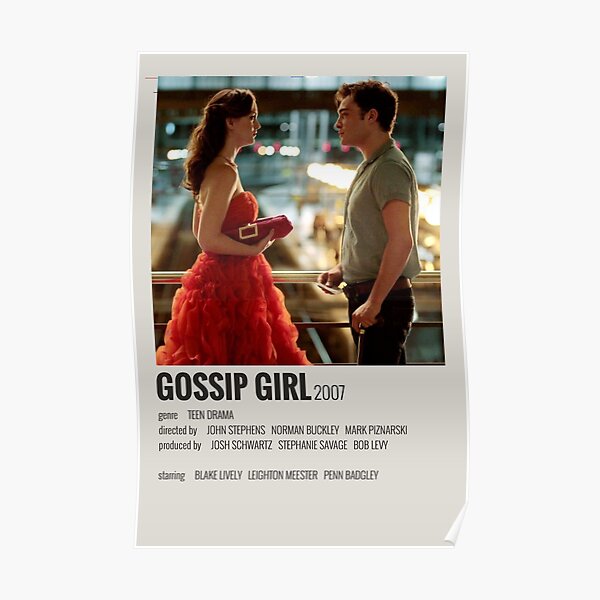 GOSSIP GIRL 2007
genre TEEN DRAMA
directed by JOHN STEPHENS NORMAN BUCKLEY MARK PIZNARSKI
produced by JOSH SCHWARTZ STEPHANIE SAVAGE BOB LEVY
starring BLAKE LIVELY LEIGHTON MEESTER PENN BADGLEY